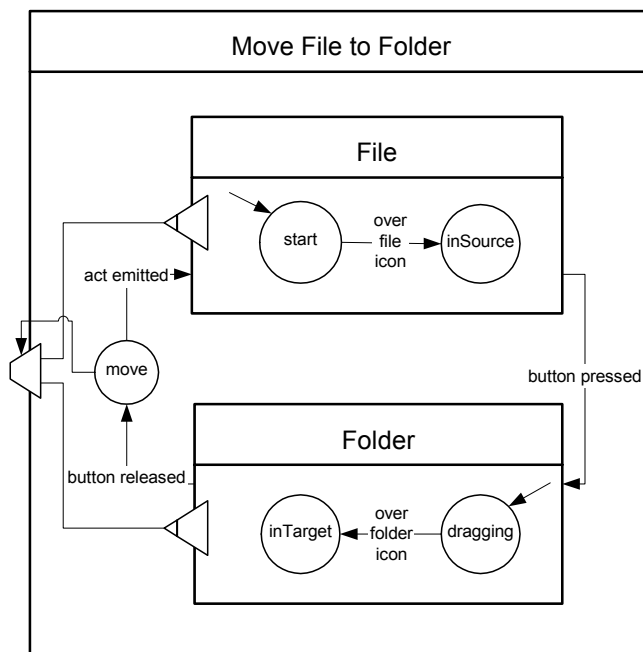 Move File to Folder
File
start
over
file
icon
inSource
act emitted
move
button pressed
button released
Folder
inTarget
over
folder
icon
dragging